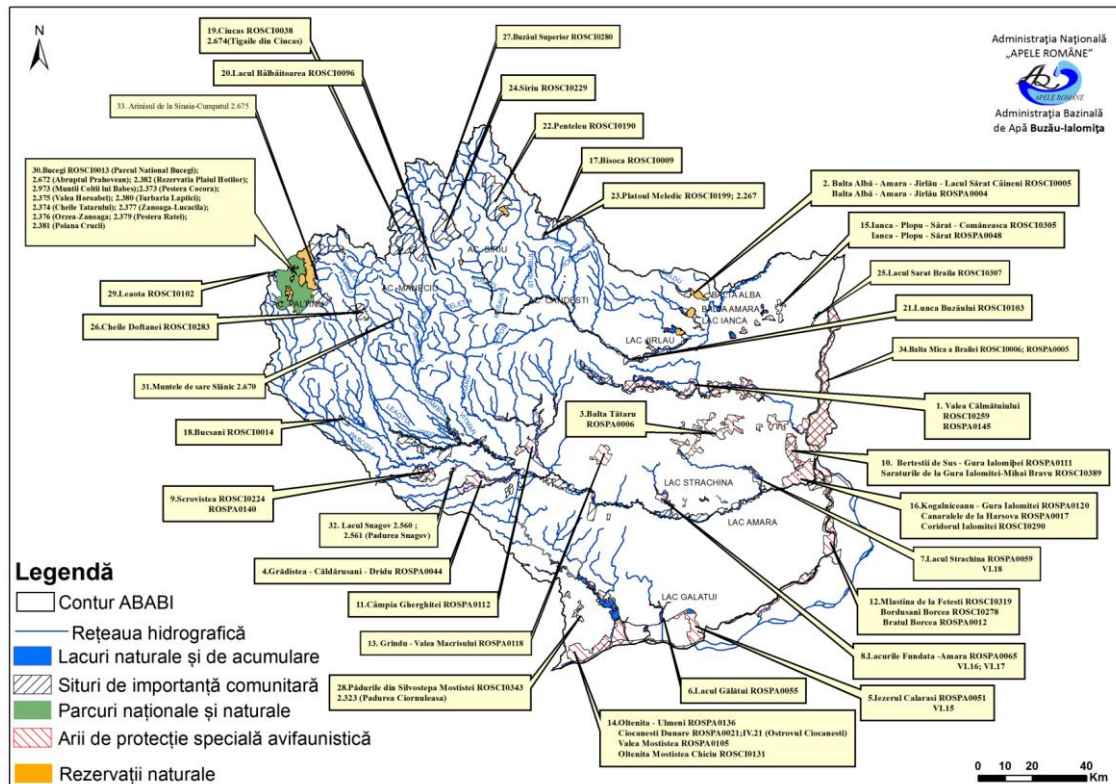 N
19.Ciucas ROSCI0038
2.674(Tigaile din Ciucas)
27.Buzăul Superior ROSCI0280
Administrația Națională
„APELE ROMÂNE"
APELE ROMÂNE
Administrația Bazinală
de Apă Buzău-Ialomița
20.Lacul Bâlbâitoarea ROSCI0096
24.Siriu ROSCI0229
33. Arinisul de la Sinaia-Cumpatul 2.675
22.Penteleu ROSCI0190
30.Bucegi ROSCI0013 (Parcul National Bucegi);
2.672 (Abruptul Prahovean); 2.382 (Rezervatia Plaiul Hotilor);
2.973 (Muntii Coltii lui Babes);2.373 (Pestera Cocora);
2.375 (Valea Horoabei); 2.380 (Turbaria Laptici);
2.374 (Cheile Tatarului); 2.377 (Zanoaga-Lucacila);
2.376 (Orzea-Zanoaga); 2.379 (Pestera Ratei);
2.381 (Poiana Crucii)
17.Bisoca ROSCI0009
23.Platoul Meledic ROSCI0199; 2.267
2. Balta Albă - Amara - Jirlău - Lacul Sărat Câineni ROSCI0005
Balta Albă - Amara - Jirlău ROSPA0004
15.Ianca - Plopu - Sărat - Comăneasca ROSCI0305
Ianca - Plopu - Sărat ROSPA0048
AC. SIRIU
29.Leaota ROSCI0102
25.Lacul Sarat Braila ROSCI0307
AC MANECIU
BALTA ALBA
AC. PALTINU
AC CANDESTI
BALTA AMARA
LAC IANCA
21.Lunca Buzăului ROSCI0103
26.Cheile Doftanei ROSCI0283
LAC JIRLAU
34.Balta Mica a Brailei ROSCI0006; ROSPA0005
31.Muntele de sare Slănic 2.670
1. Valea Călmătuiului
ROSCI0259
ROSPA0145
3.Balta Tătaru
ROSPA0006
18.Bucsani ROSCI0014
10. Bertestii de Sus - Gura Ialomiței ROSPA0111
Saraturile de la Gura Ialomitei-Mihai Bravu ROSCI0389
9.Scrovistea ROSCI0224
ROSPA0140
LAC STRACHINA
16.Kogalniceanu - Gura Ialomitei ROSPA0120
Canaralele de la Harsova ROSPA0017
Coridorul Ialomitei ROSCI0290
32. Lacul Snagov 2.560 ;
2.561 (Padurea Snagov)
LAC AMARA
7.Lacul Strachina ROSPA0059
VI.18
4.Grădistea - Căldărusani - Dridu ROSPA0044
11.Câmpia Gherghitei ROSPA0112
LAC GALATUI
12.Mlastina de la Fetesti ROSCI0319
Bordusani Borcea ROSCI0278
Bratul Borcea ROSPA0012
13. Grindu - Valea Macrisului ROSPA0118
8.Lacurile Fundata -Amara ROSPA0065
VI.16; VI.17
28.Pădurile din Silvostepa Mostistei ROSCI0343
2.323 (Padurea Ciornuleasa)
6.Lacul Gălătui ROSPA0055
5.Iezerul Calarasi ROSPA0051
VI.15
14.Oltenita - Ulmeni ROSPA0136
Ciocanesti Dunare ROSPA0021;IV.21 (Ostrovul Ciocanesti)
Valea Mostistea ROSPA0105
Oltenita Mostistea Chiciu ROSCI0131
Legendă
Contur ABABI
Rețeaua hidrografică
Lacuri naturale și de acumulare
Situri de importanță comunitară
Parcuri naționale și naturale
Arii de protecție specială avifaunistică
Rezervații naturale
0 10 20 40
Km